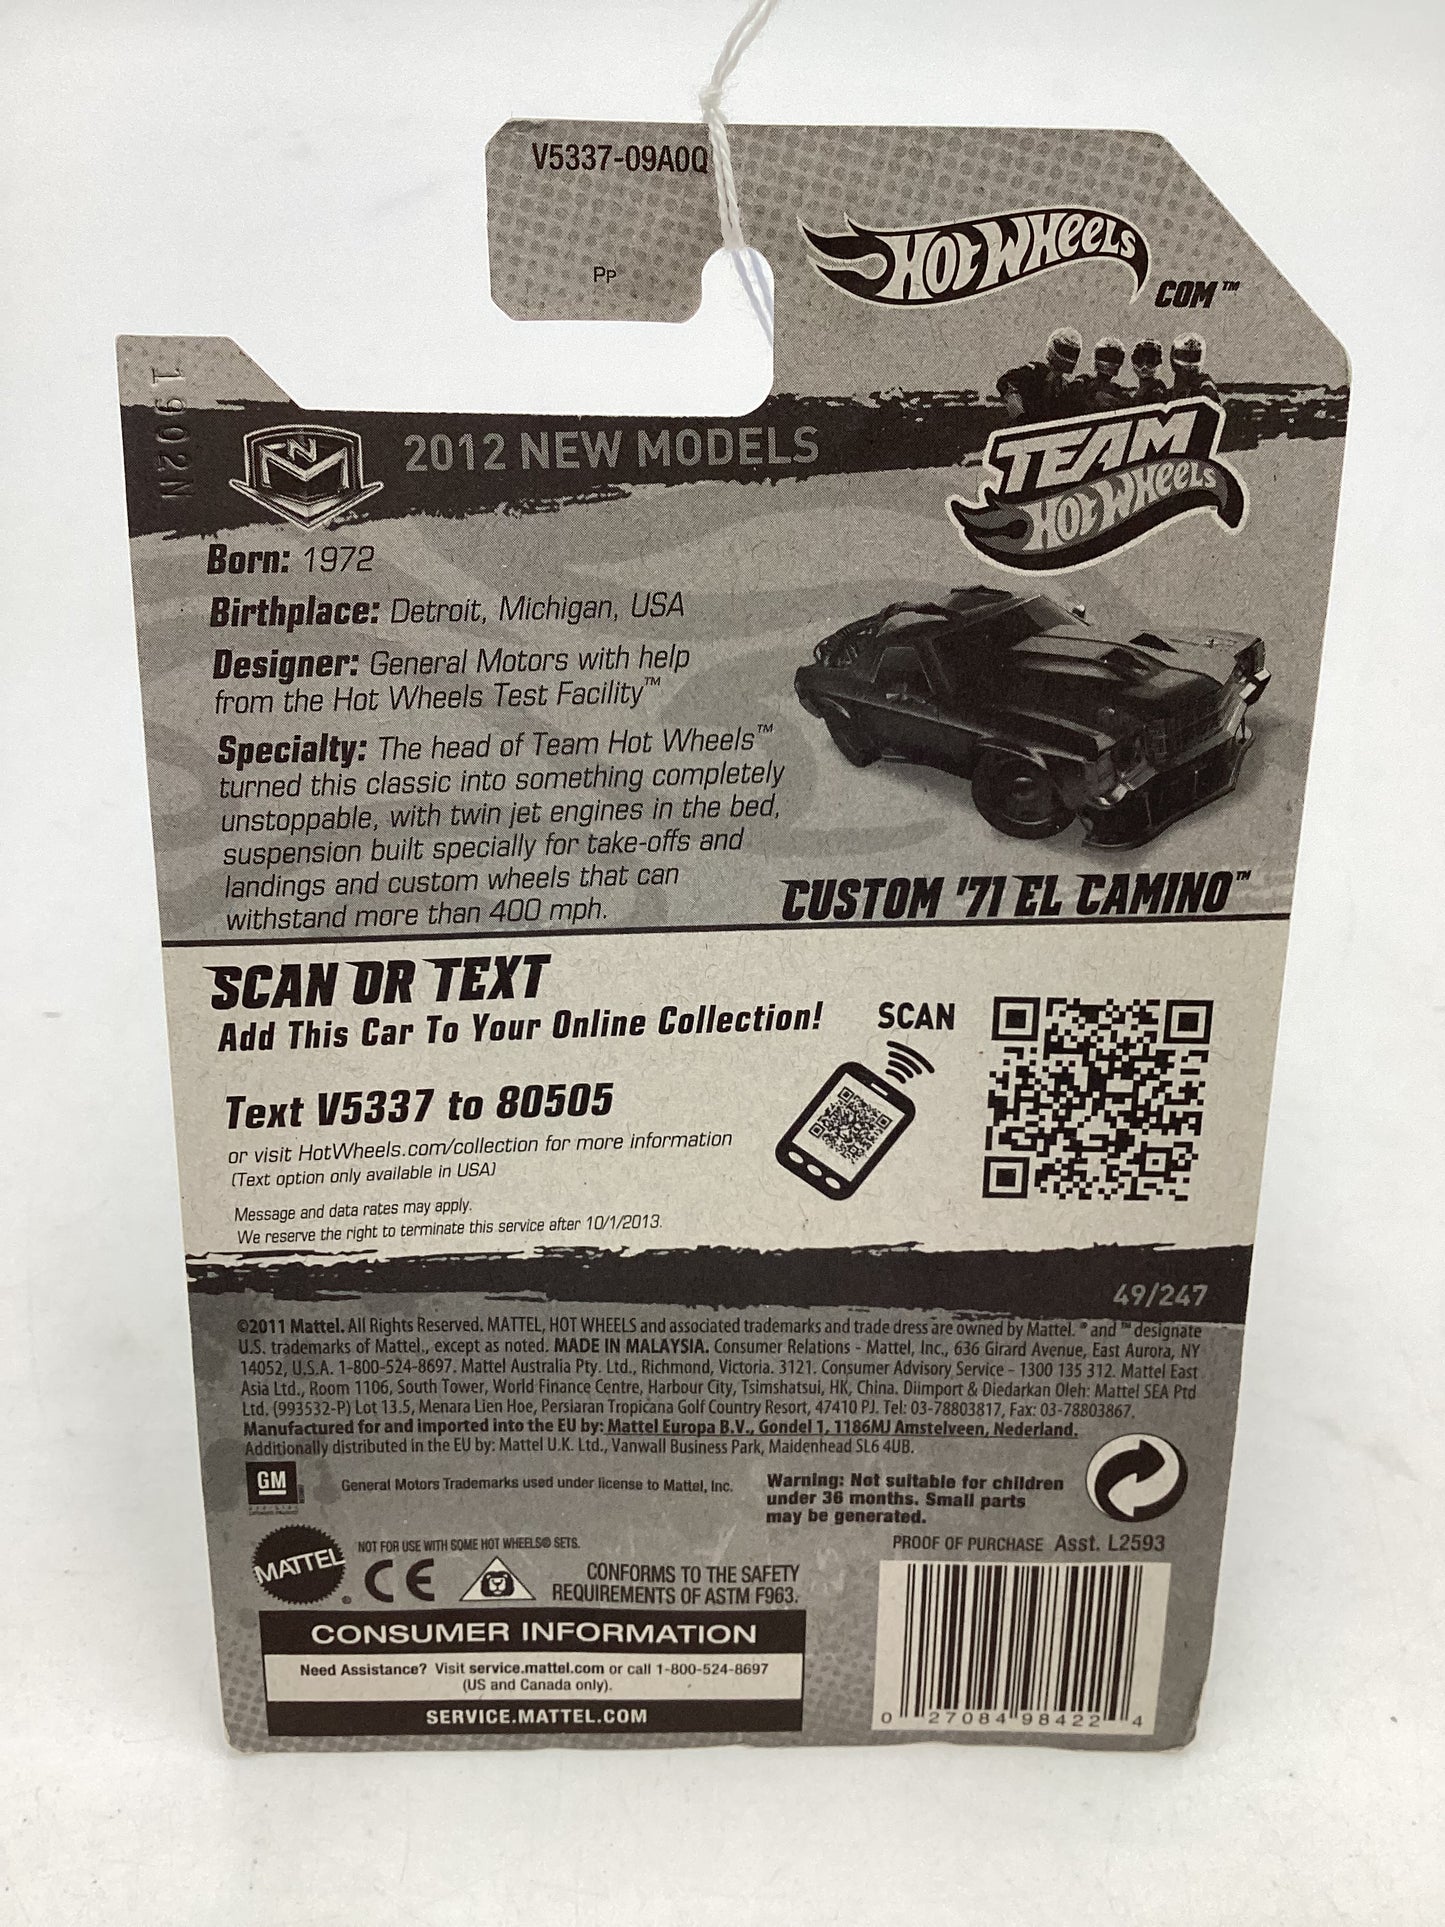 V5337-09A0Q
Pp
HOT WHEELS
COM™
1902N
NM
2012 NEW MODELS
TEAM
HOT WHEELS
Born: 1972
Birthplace: Detroit, Michigan, USA
Designer: General Motors with help
from the Hot Wheels Test Facility™
Specialty: The head of Team Hot Wheels™
turned this classic into something completely
unstoppable, with twin jet engines in the bed,
suspension built specially for take-offs and
landings and custom wheels that can
withstand more than 400 mph.
CUSTOM '71 EL CAMINO™
SCAN OR TEXT
Add This Car To Your Online Collection!
SCAN
Text V5337 to 80505
or visit HotWheels.com/collection for more information
(Text option only available in USA)
Message and data rates may apply.
We reserve the right to terminate this service after 10/1/2013.
49/247
©2011 Mattel. All Rights Reserved. MATTEL, HOT WHEELS and associated trademarks and trade dress are owned by Mattel. ® and ™ designate
U.S. trademarks of Mattel., except as noted. MADE IN MALAYSIA. Consumer Relations - Mattel, Inc., 636 Girard Avenue, East Aurora, NY
14052, U.S.A. 1-800-524-8697. Mattel Australia Pty. Ltd., Richmond, Victoria. 3121. Consumer Advisory Service - 1300 135 312. Mattel East
Asia Ltd., Room 1106, South Tower, World Finance Centre, Harbour City, Tsimshatsui, HK, China. Diimport & Diedarkan Oleh: Mattel SEA Ptd
Ltd. (993532-P) Lot 13.5, Menara Lien Hoe, Persiaran Tropicana Golf Country Resort, 47410 PJ. Tel: 03-78803817, Fax: 03-78803867.
Manufactured for and imported into the EU by: Mattel Europa B.V., Gondel 1, 1186MJ Amstelveen, Nederland.
Additionally distributed in the EU by: Mattel U.K. Ltd., Vanwall Business Park, Maidenhead SL6 4UB.
GM
General Motors Trademarks used under license to Mattel, Inc.
Warning: Not suitable for children
under 36 months. Small parts
may be generated.
MATTEL®
NOT FOR USE WITH SOME HOT WHEELS® SETS.
CE
CONFORMS TO THE SAFETY
REQUIREMENTS OF ASTM F963.
PROOF OF PURCHASE Asst. L2593
CONSUMER INFORMATION
Need Assistance? Visit service.mattel.com or call 1-800-524-8697
(US and Canada only).
SERVICE.MATTEL.COM
0 27084 98422 4